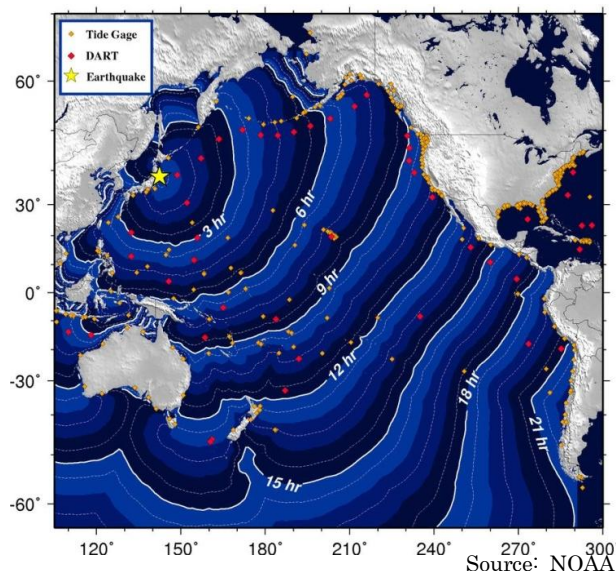 Tide Gage
DART
Earthquake
60°
30°
0°
-30°
-60°
3 hr
6 hr
9 hr
12 hr
15 hr
18 hr
21 hr
120 150 180 210 240 270 300
Source: NOAA